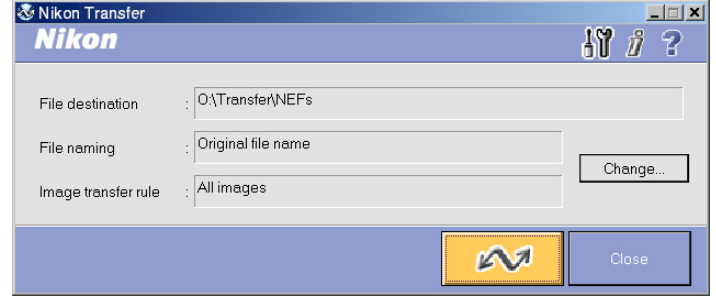 Nikon Transfer
Nikon
?
File destination : O:\Transfer\NEFs
File naming : Original file name
Change...
Image transfer rule : All images
Close